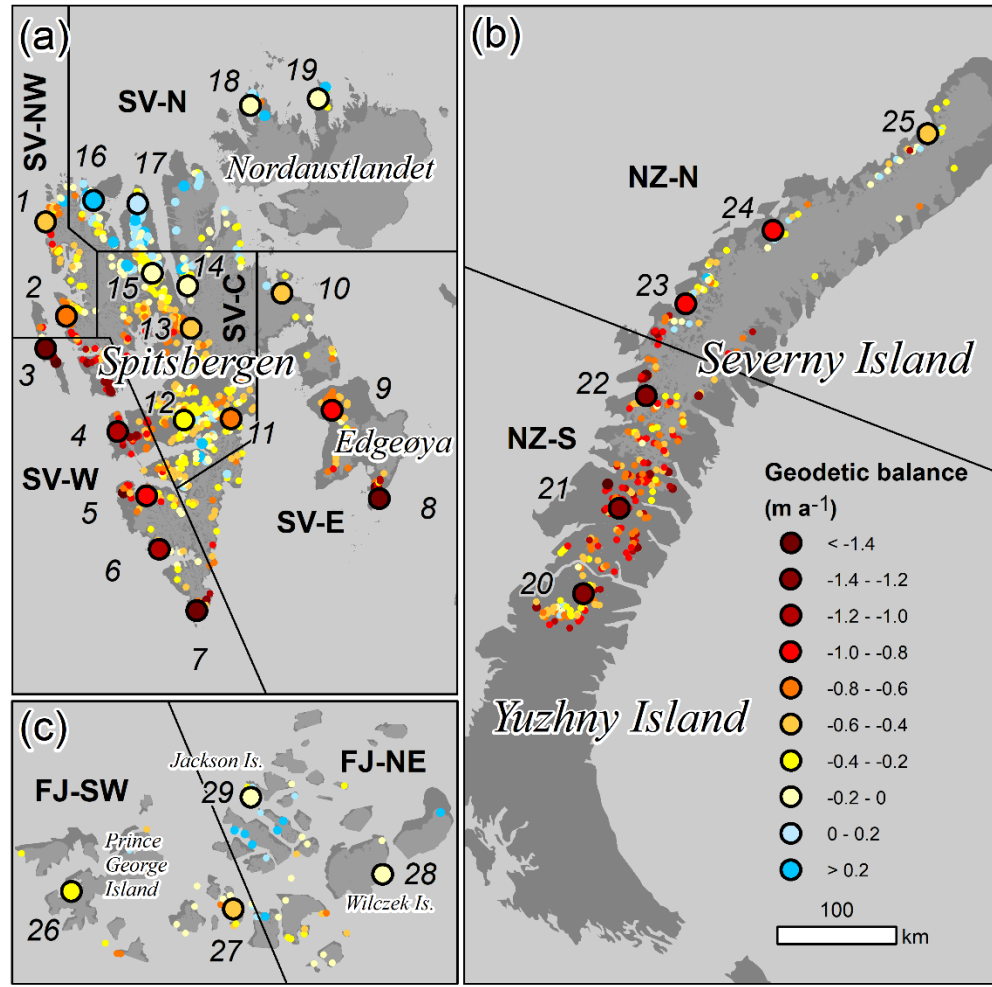 (a)
SV-NW
SV-N
18
19
Nordaustlandet
16
17
1
2
15
14
SV-C
10
13
3
Spitsbergen
9
12
11
4
Edgeøya
SV-W
5
SV-E
8
6
7
(b)
25
NZ-N
24
23
Severny Island
22
NZ-S
21
20
Yuzhny Island
Geodetic balance
(m a⁻¹)
< -1.4
-1.4 - -1.2
-1.2 - -1.0
-1.0 - -0.8
-0.8 - -0.6
-0.6 - -0.4
-0.4 - -0.2
-0.2 - 0
0 - 0.2
> 0.2
100
km
(c)
Jackson Is.
FJ-NE
FJ-SW
29
Prince
George
Island
28
Wilczek Is.
26
27